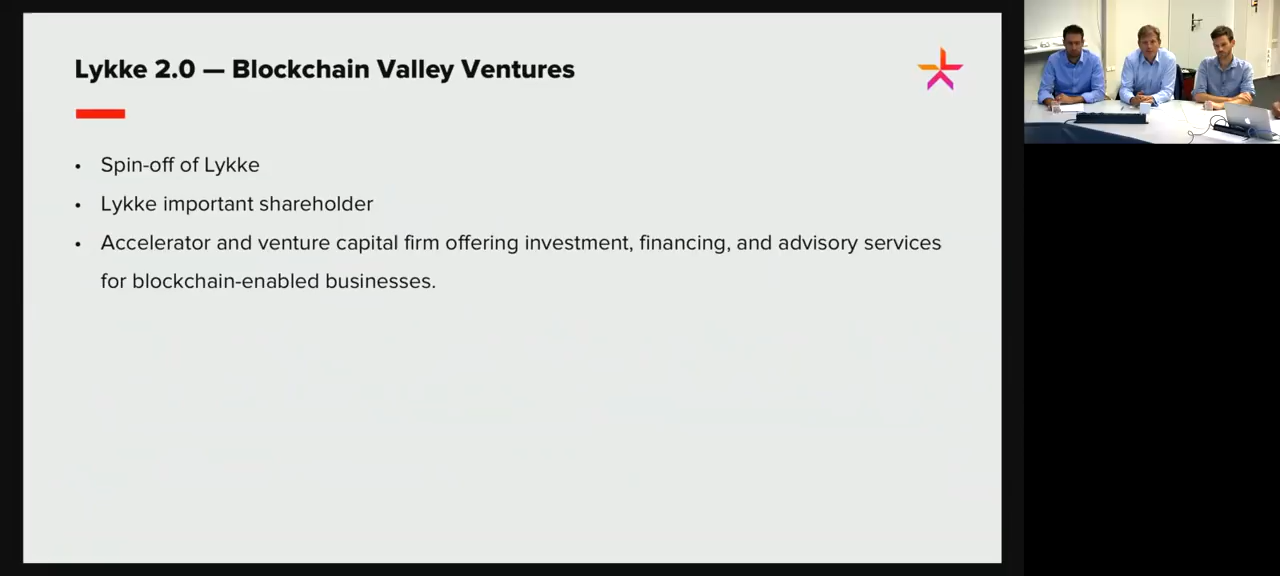 Lykke 2.0 — Blockchain Valley Ventures
• Spin-off of Lykke
• Lykke important shareholder
• Accelerator and venture capital firm offering investment, financing, and advisory services
for blockchain-enabled businesses.